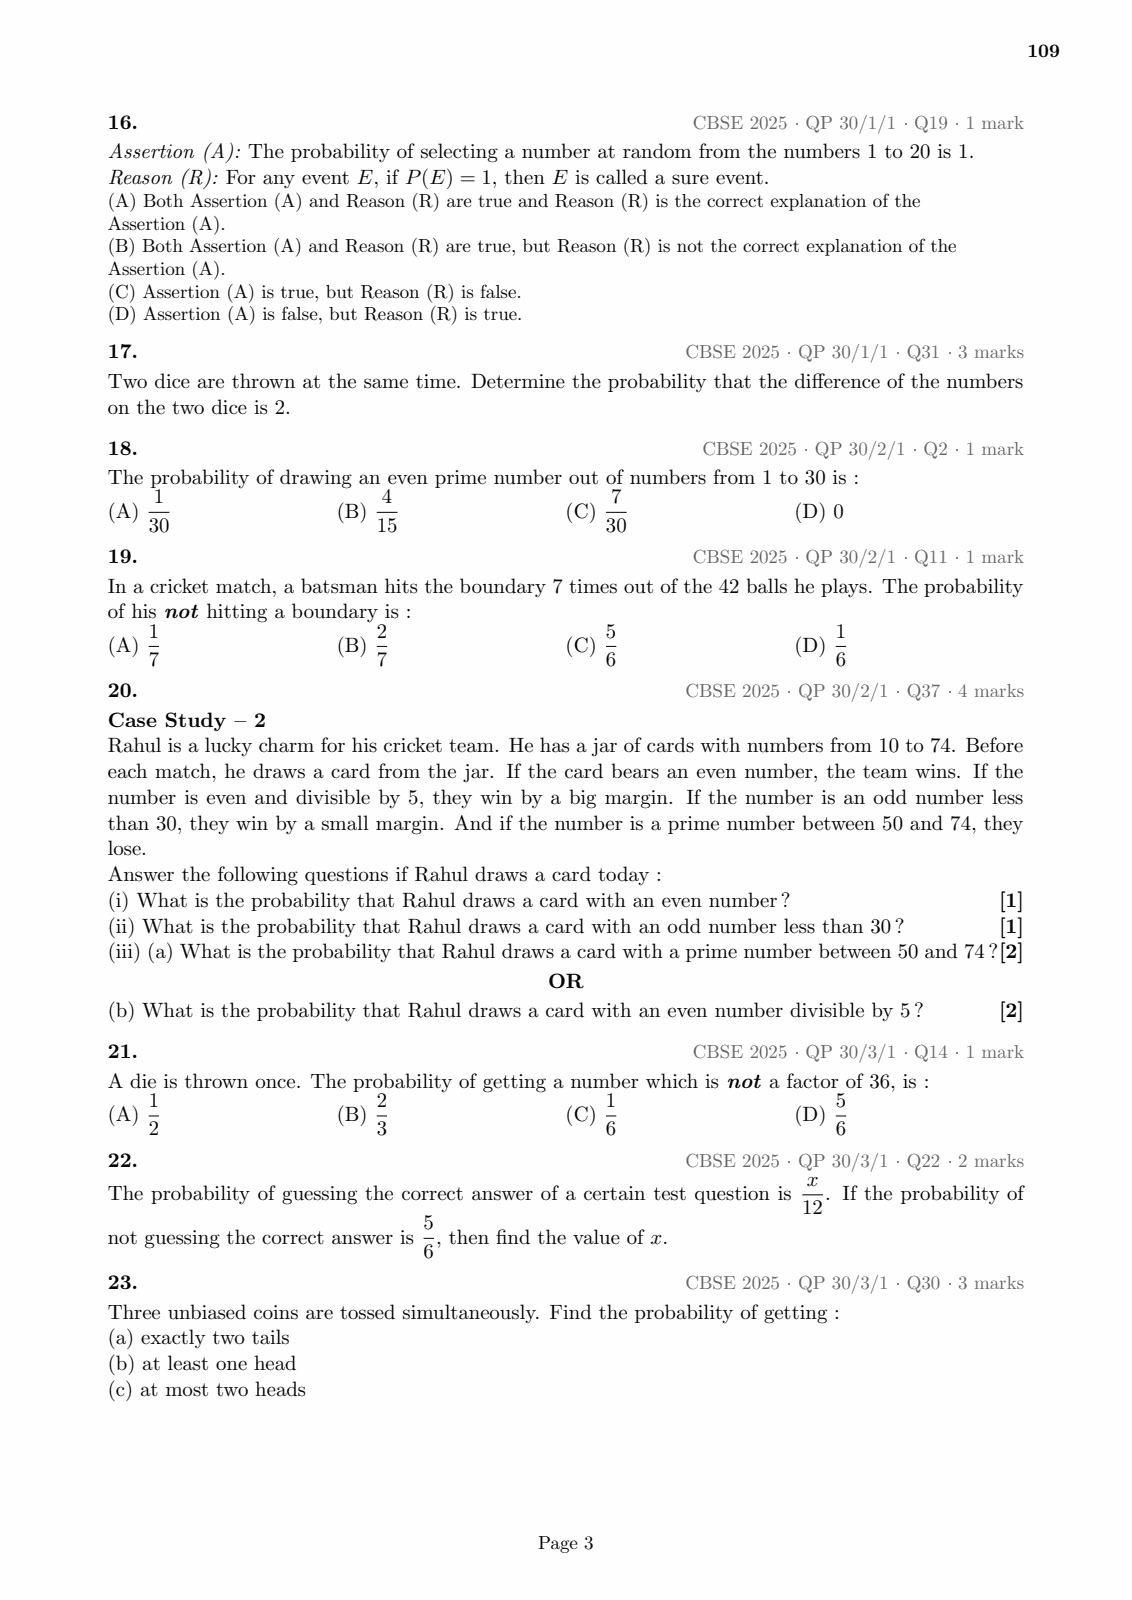 109
16. CBSE 2025 · QP 30/1/1 · Q19 · 1 mark
Assertion (A): The probability of selecting a number at random from the numbers 1 to 20 is 1.
Reason (R): For any event E, if P(E) = 1, then E is called a sure event.
(A) Both Assertion (A) and Reason (R) are true and Reason (R) is the correct explanation of the
Assertion (A).
(B) Both Assertion (A) and Reason (R) are true, but Reason (R) is not the correct explanation of the
Assertion (A).
(C) Assertion (A) is true, but Reason (R) is false.
(D) Assertion (A) is false, but Reason (R) is true.
17. CBSE 2025 · QP 30/1/1 · Q31 · 3 marks
Two dice are thrown at the same time. Determine the probability that the difference of the numbers
on the two dice is 2.
18. CBSE 2025 · QP 30/2/1 · Q2 · 1 mark
The probability of drawing an even prime number out of numbers from 1 to 30 is :
(A) 1/30 (B) 4/15 (C) 7/30 (D) 0
19. CBSE 2025 · QP 30/2/1 · Q11 · 1 mark
In a cricket match, a batsman hits the boundary 7 times out of the 42 balls he plays. The probability
of his not hitting a boundary is :
(A) 1/7 (B) 2/7 (C) 5/6 (D) 1/6
20. CBSE 2025 · QP 30/2/1 · Q37 · 4 marks
Case Study – 2
Rahul is a lucky charm for his cricket team. He has a jar of cards with numbers from 10 to 74. Before
each match, he draws a card from the jar. If the card bears an even number, the team wins. If the
number is even and divisible by 5, they win by a big margin. If the number is an odd number less
than 30, they win by a small margin. And if the number is a prime number between 50 and 74, they
lose.
Answer the following questions if Rahul draws a card today :
(i) What is the probability that Rahul draws a card with an even number ? [1]
(ii) What is the probability that Rahul draws a card with an odd number less than 30 ? [1]
(iii) (a) What is the probability that Rahul draws a card with a prime number between 50 and 74 ? [2]
OR
(b) What is the probability that Rahul draws a card with an even number divisible by 5 ? [2]
21. CBSE 2025 · QP 30/3/1 · Q14 · 1 mark
A die is thrown once. The probability of getting a number which is not a factor of 36, is :
(A) 1/2 (B) 2/3 (C) 1/6 (D) 5/6
22. CBSE 2025 · QP 30/3/1 · Q22 · 2 marks
The probability of guessing the correct answer of a certain test question is x/12. If the probability of
not guessing the correct answer is 5/6, then find the value of x.
23. CBSE 2025 · QP 30/3/1 · Q30 · 3 marks
Three unbiased coins are tossed simultaneously. Find the probability of getting :
(a) exactly two tails
(b) at least one head
(c) at most two heads
Page 3